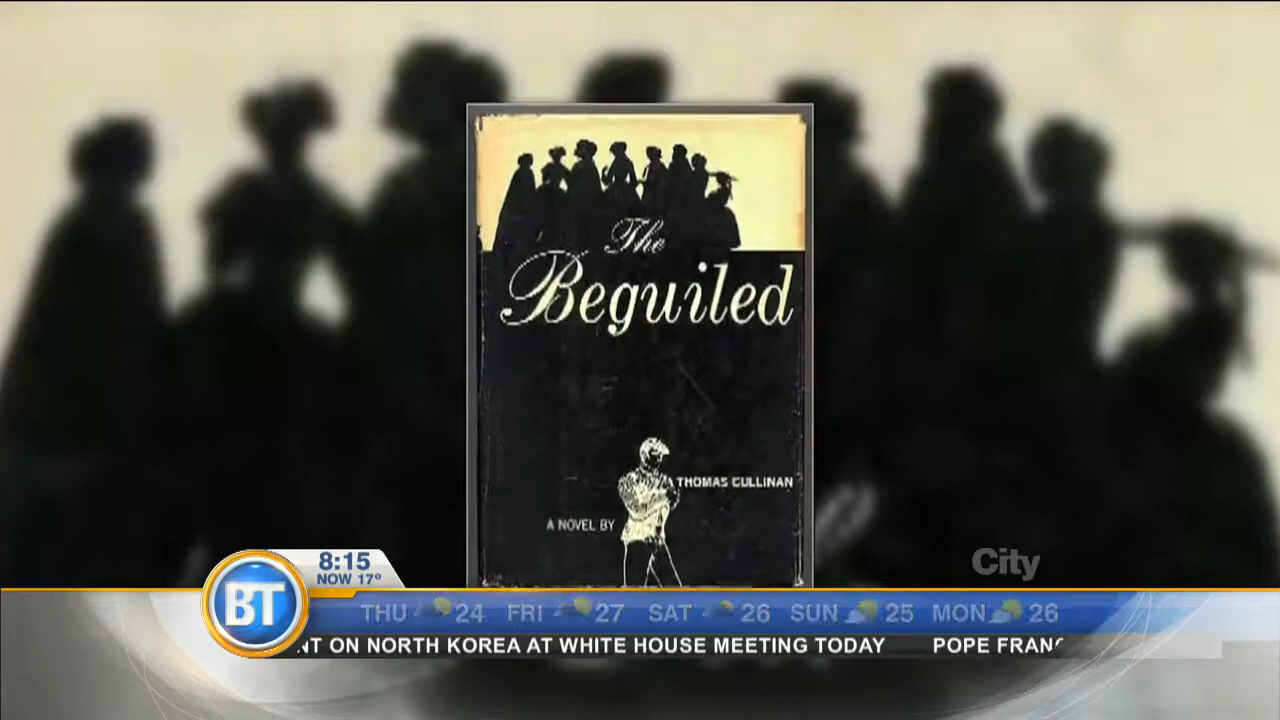 The
Beguiled
THOMAS CULLINAN
A NOVEL BY
City
8:15
NOW 17°
BT
THU 24 FRI 27 SAT 26 SUN 25 MON 26
NT ON NORTH KOREA AT WHITE HOUSE MEETING TODAY POPE FRANC